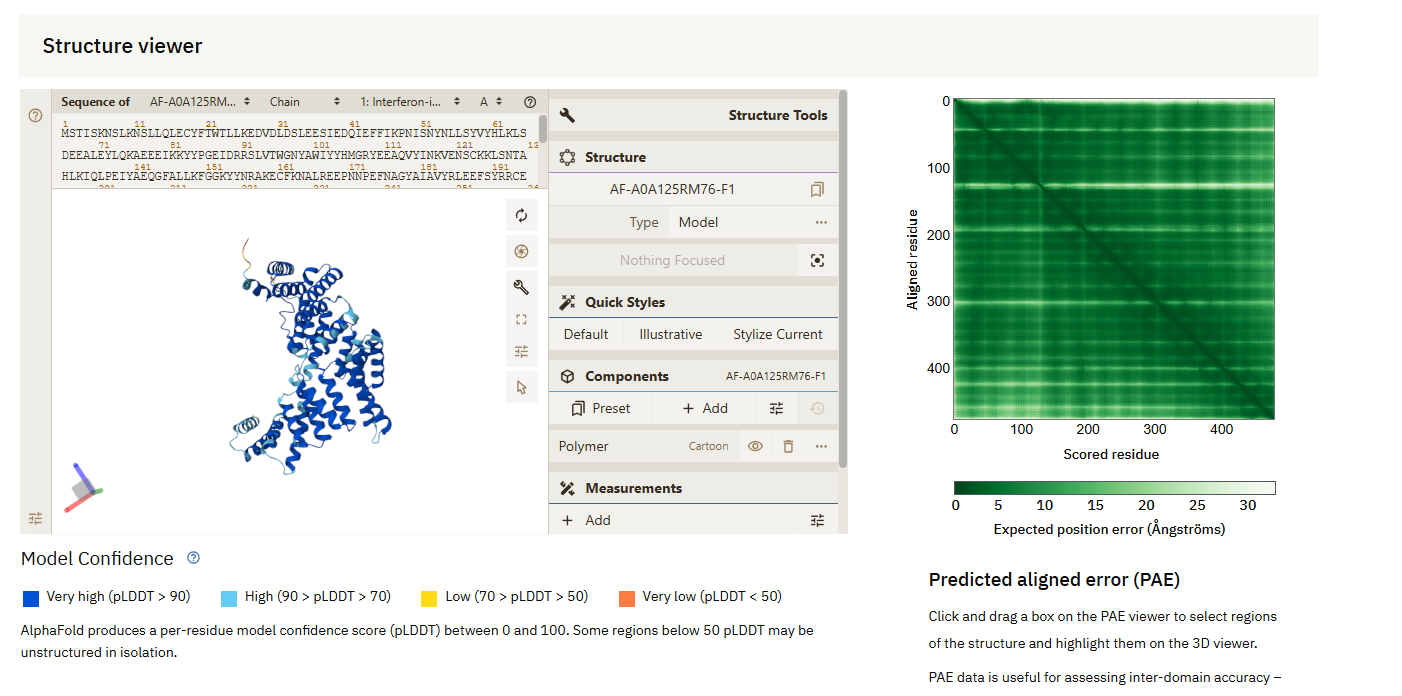 Structure viewer
Sequence of AF-A0A125RM... Chain 1: Interferon-i... A
1 11 21 31 41 51 61
MSTISKNSLKNSLLQLECYFTWTLLKEDVDLDSLEESIEDQIEFFIKPNISNYNLLSYVYHLKLS
71 81 91 101 111 121 13
DEEALEYLQKAEEEIKKYYPGEIDRRSLVTWGNYAWIYYHMGRYEEAQVYINKVENSCKKLSNTA
141 151 161 171 181 191
HLKIQLPEIYAEQGFALLKFGGKYYNRAKECFKNALREEPNNPEFNAGYAIAVYRLEEFSYRRCE
Structure Tools
Structure
AF-A0A125RM76-F1
Type Model
Nothing Focused
Quick Styles
Default Illustrative Stylize Current
Components AF-A0A125RM76-F1
Preset Add
Polymer Cartoon
Measurements
Add
Model Confidence
Very high (pLDDT > 90) High (90 > pLDDT > 70) Low (70 > pLDDT > 50) Very low (pLDDT < 50)
AlphaFold produces a per-residue model confidence score (pLDDT) between 0 and 100. Some regions below 50 pLDDT may be
unstructured in isolation.
Aligned residue
0
100
200
300
400
0 100 200 300 400
Scored residue
0 5 10 15 20 25 30
Expected position error (Ångströms)
Predicted aligned error (PAE)
Click and drag a box on the PAE viewer to select regions
of the structure and highlight them on the 3D viewer.
PAE data is useful for assessing inter-domain accuracy –